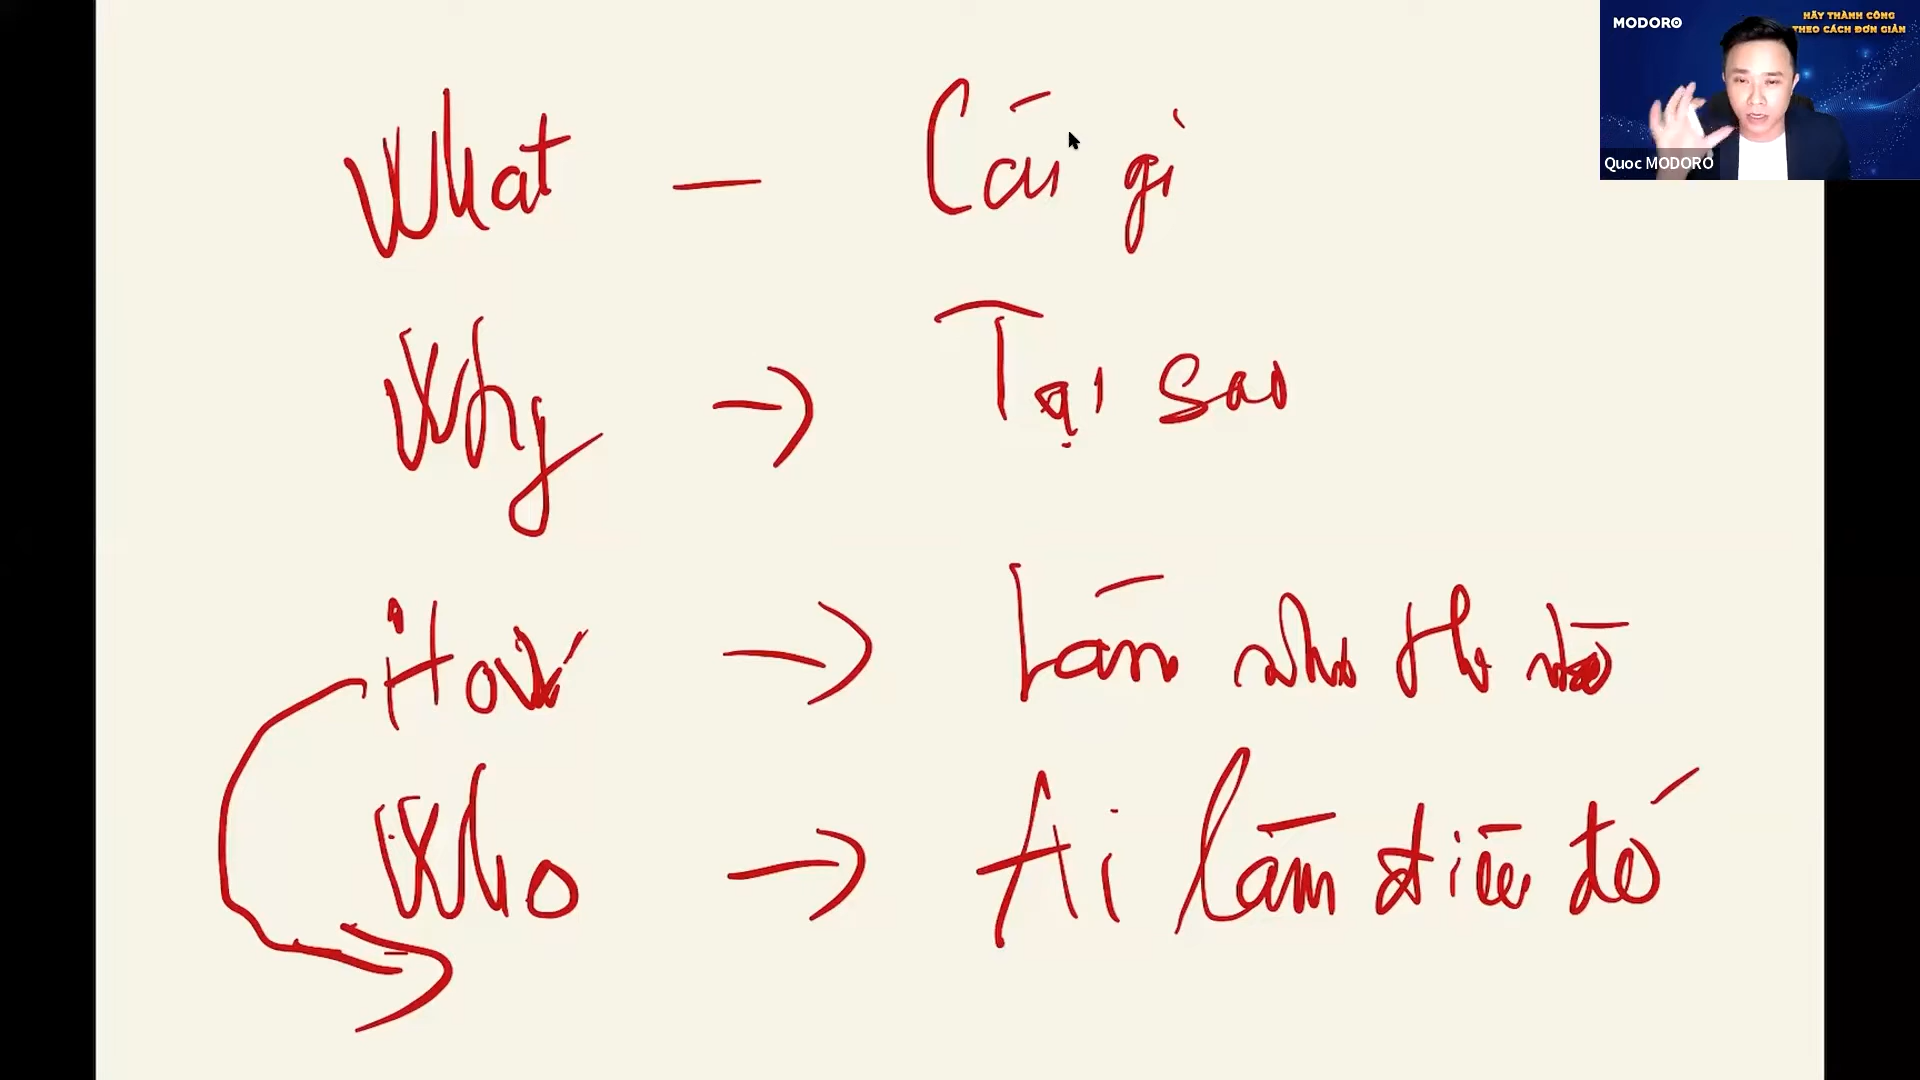 MODORO
HÃY THÀNH CÔNG
THEO CÁCH ĐƠN GIẢN
Quoc MODORO
What – Cái gì
Why → Tại sao
How → Làm như thế nào
Who → Ai làm điều đó